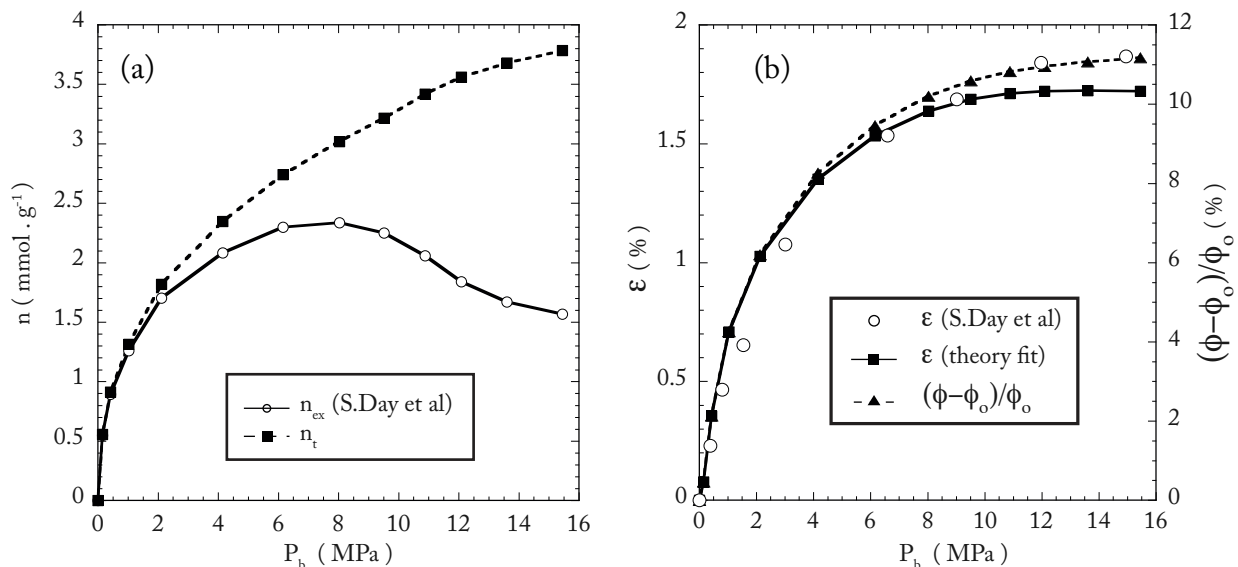 (a)
n ( mmol · g⁻¹)
4
3.5
3
2.5
2
1.5
1
0.5
0
0 2 4 6 8 10 12 14 16
P_b ( MPa)
n_ex (S.Day et al)
n_t
(b)
ε (%)
2
1.5
1
0.5
0
0 2 4 6 8 10 12 14 16
P_b ( MPa)
12
10
8
6
4
2
0
(ϕ–ϕ_o)/ϕ_o (%)
ε (S.Day et al)
ε (theory fit)
(ϕ–ϕ_o)/ϕ_o